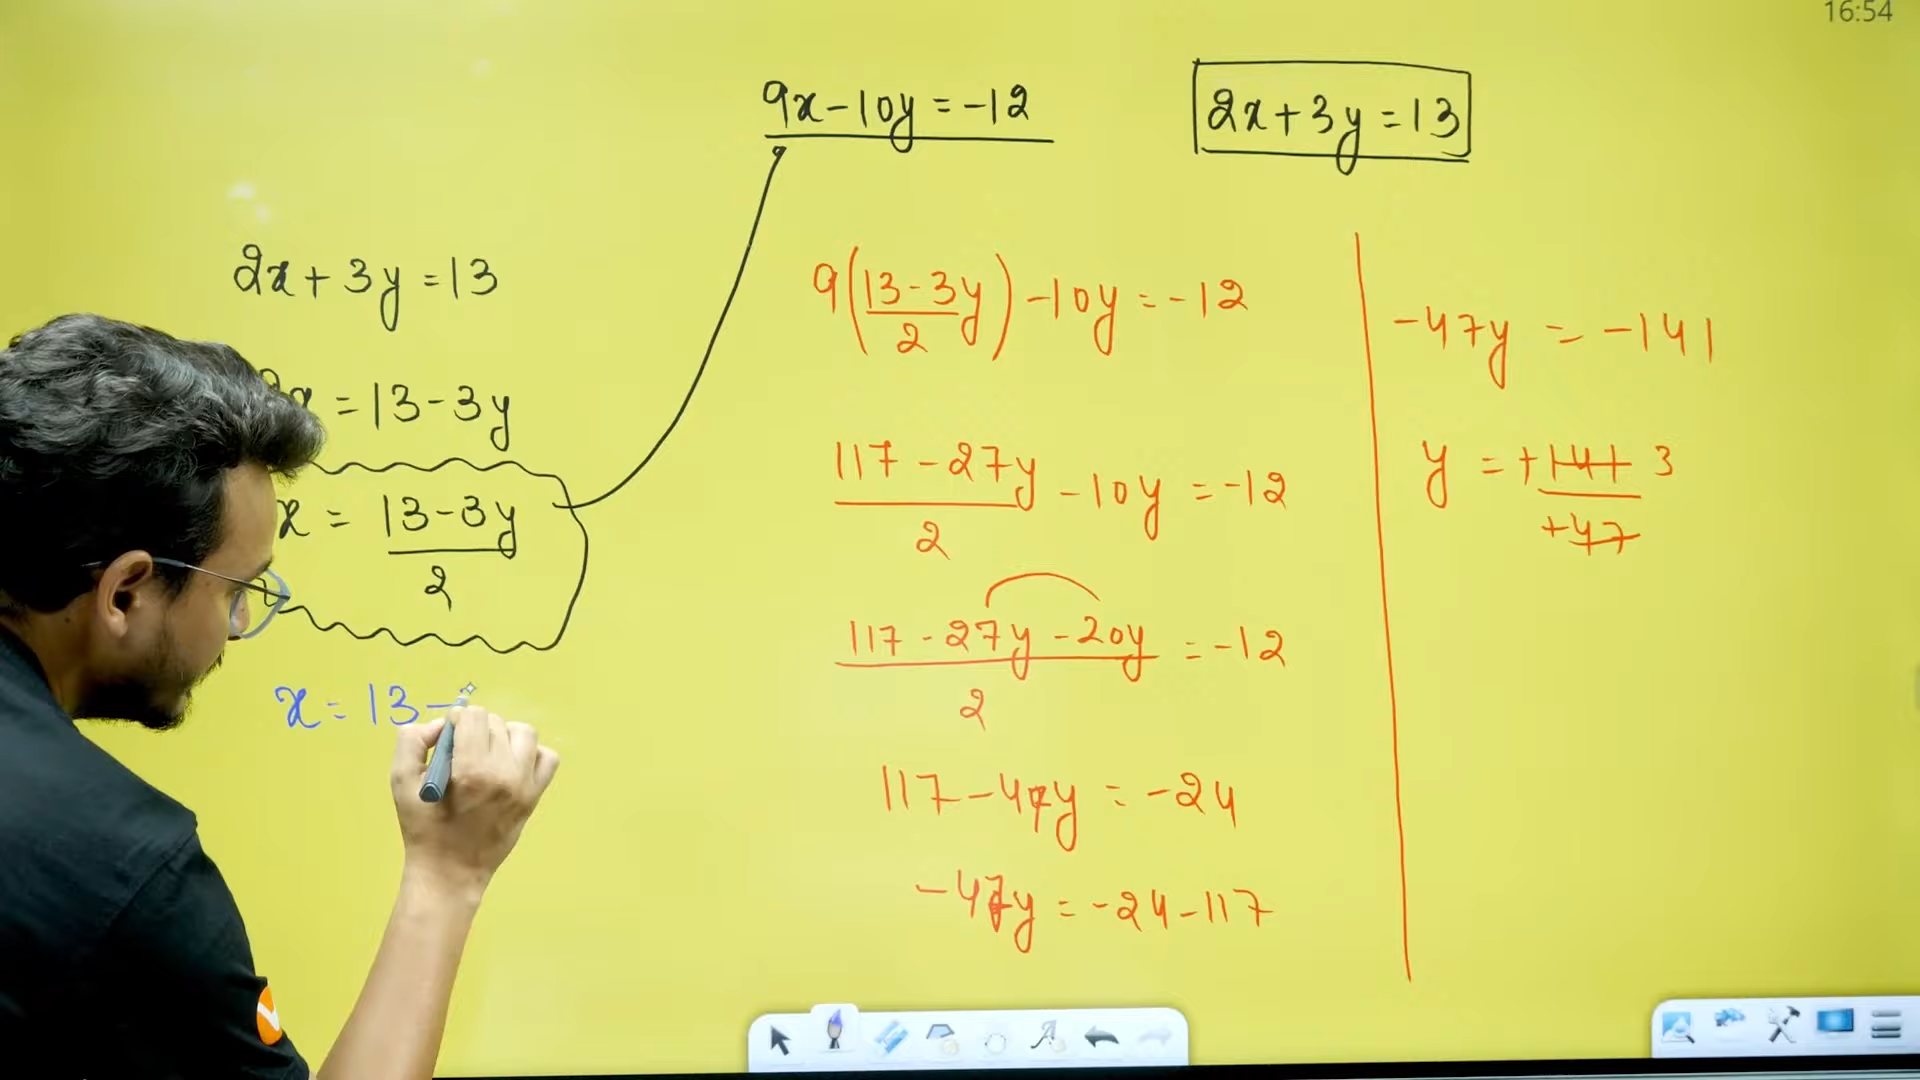 16:54
9x-10y=-12
2x+3y=13
2x+3y=13
x = 13-3y
x = 13-3y
2
x = 13-
9(13-3y/2)-10y=-12
117-27y/2 -10y=-12
117-27y-20y/2 =-12
117-47y=-24
-47y=-24-117
-47y=-141
y=+141 3
+47